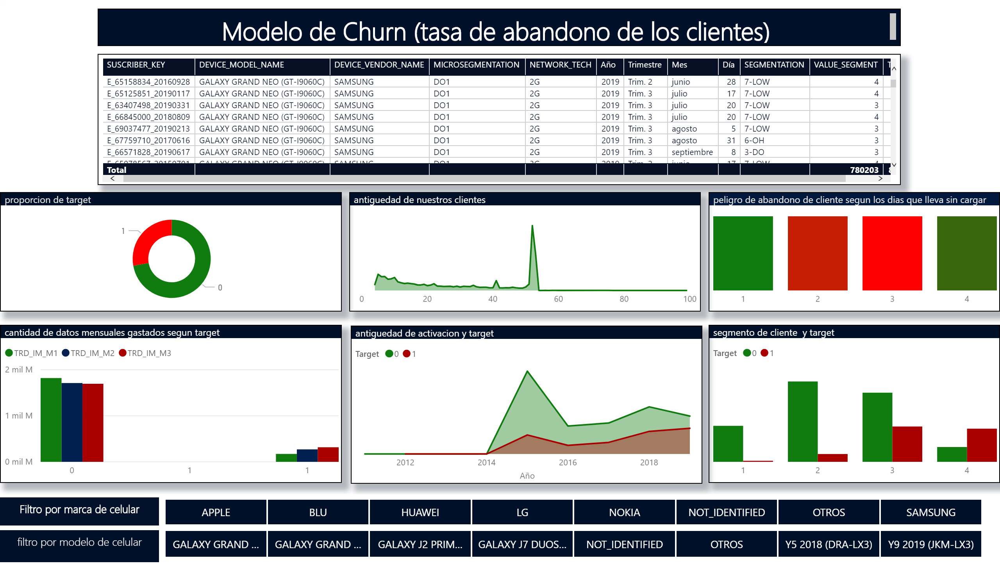 Modelo de Churn (tasa de abandono de los clientes)
SUSCRIBER_KEY DEVICE_MODEL_NAME DEVICE_VENDOR_NAME MICROSEGMENTATION NETWORK_TECH Año Trimestre Mes Día SEGMENTATION VALUE_SEGMENT
E_65158834_20160928 GALAXY GRAND NEO (GT-I9060C) SAMSUNG DO1 2G 2019 Trim. 2 junio 28 7-LOW 4
E_65125851_20190117 GALAXY GRAND NEO (GT-I9060C) SAMSUNG DO1 2G 2019 Trim. 3 julio 17 7-LOW 4
E_63407498_20190331 GALAXY GRAND NEO (GT-I9060C) SAMSUNG DO1 2G 2019 Trim. 3 julio 20 7-LOW 3
E_66845000_20180809 GALAXY GRAND NEO (GT-I9060C) SAMSUNG DO1 2G 2019 Trim. 3 julio 20 7-LOW 4
E_69037477_20190213 GALAXY GRAND NEO (GT-I9060C) SAMSUNG DO1 2G 2019 Trim. 3 agosto 5 7-LOW 3
E_67759710_20170616 GALAXY GRAND NEO (GT-I9060C) SAMSUNG DO1 2G 2019 Trim. 3 agosto 31 6-OH 3
E_66571828_20190617 GALAXY GRAND NEO (GT-I9060C) SAMSUNG DO1 2G 2019 Trim. 3 septiembre 8 3-DO 3
Total 780203
proporcion de target
1
0
antiguedad de nuestros clientes
0 20 40 60 80 100
peligro de abandono de cliente segun los dias que lleva sin cargar
1 2 3 4
cantidad de datos mensuales gastados segun target
TRD_IM_M1 TRD_IM_M2 TRD_IM_M3
2 mil M
1 mil M
0 mil M
0 1 1
antiguedad de activacion y target
Target 0 1
2012 2014 2016 2018
Año
segmento de cliente y target
Target 0 1
1 2 3 4
Filtro por marca de celular
APPLE BLU HUAWEI LG NOKIA NOT_IDENTIFIED OTROS SAMSUNG
filtro por modelo de celular
GALAXY GRAND ... GALAXY GRAND ... GALAXY J2 PRIM... GALAXY J7 DUOS... NOT_IDENTIFIED OTROS Y5 2018 (DRA-LX3) Y9 2019 (JKM-LX3)